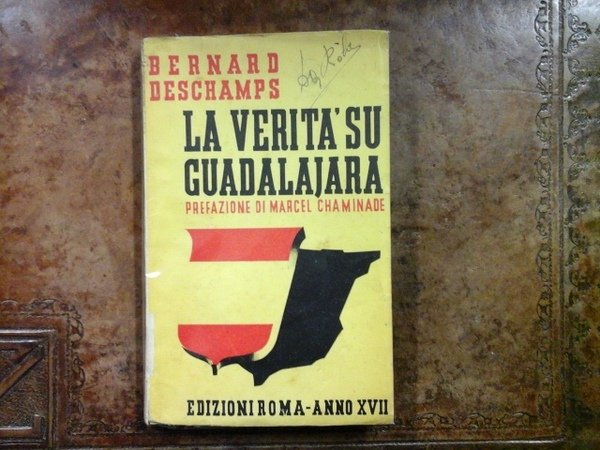 BERNARD
DESCHAMPS
LA VERITA' SU
GUADALAJARA
PREFAZIONE DI MARCEL CHAMINADE
EDIZIONI ROMA-ANNO XVII